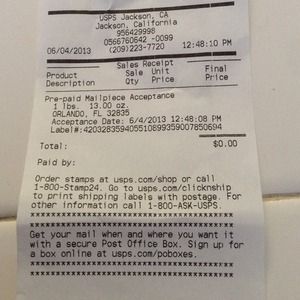 USPS Jackson, CA
Jackson, California
956429998
0566760642 -0099
06/04/2013 (209)223-7720 12:48:10 PM
Sales Receipt
Product Sale Unit Final
Description Qty Price Price
Pre-paid Mailpiece Acceptance
1 lbs. 13.00 oz.
ORLANDO, FL 32835
Acceptance Date: 6/4/2013 12:48:08 PM
Label#:420328359405510899359007850694
Total: $0.00
Paid by:
Order stamps at usps.com/shop or call
1-800-Stamp24. Go to usps.com/clicknship
to print shipping labels with postage. For
other information call 1-800-ASK-USPS.
Get your mail when and where you want it
with a secure Post Office Box. Sign up for
a box online at usps.com/poboxes.